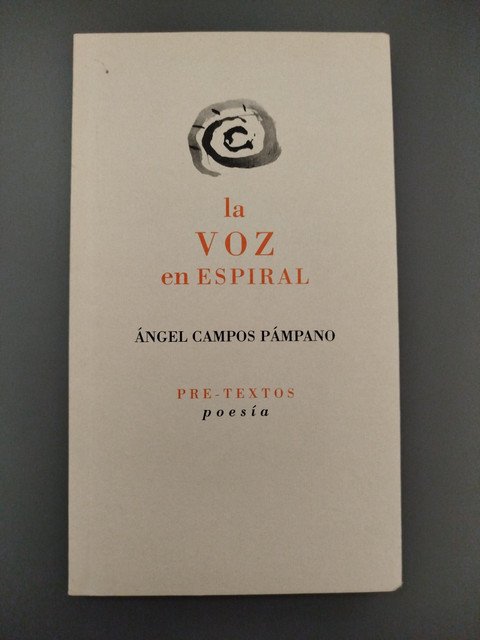 la
VOZ
en ESPIRAL
ÁNGEL CAMPOS PÁMPANO
PRE-TEXTOS
poesía